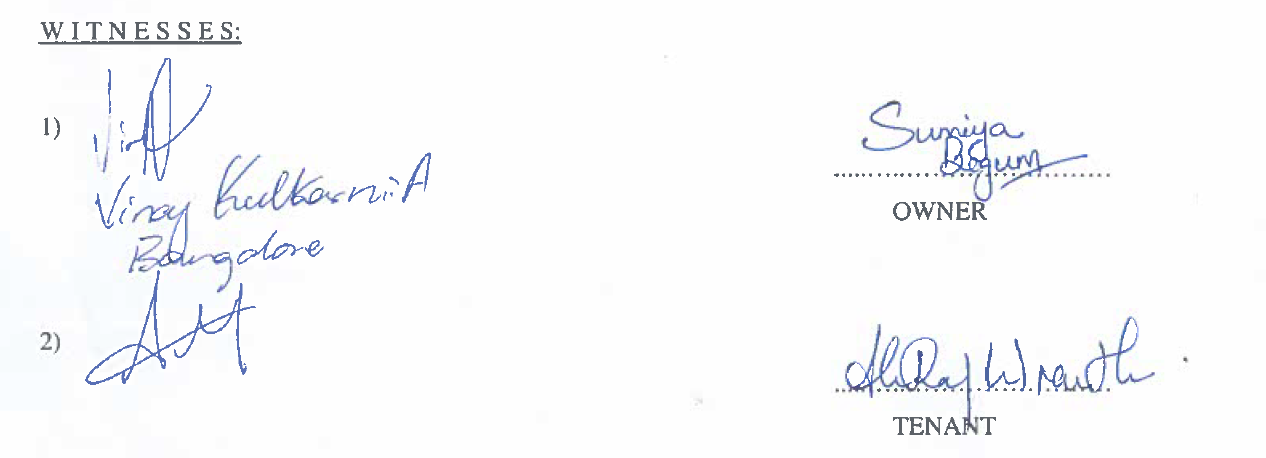 WITNESSES:
1)
Vinay Kulkarni A
Bangalore
2)
Sumiya
Begum
OWNER
TENANT